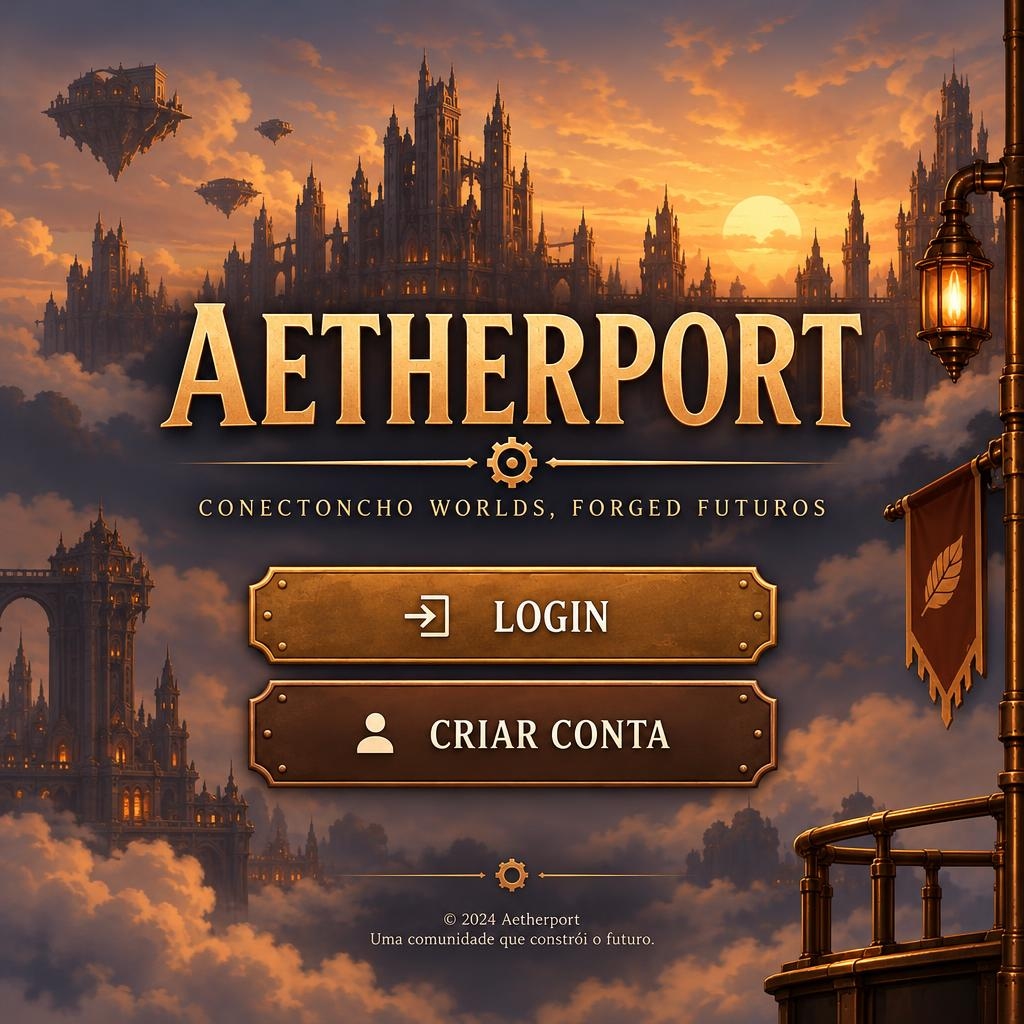 AETHERPORT
CONECTONCHO WORLDS, FORGED FUTUROS
LOGIN
CRIAR CONTA
© 2024 Aetherport
Uma comunidade que constrói o futuro.